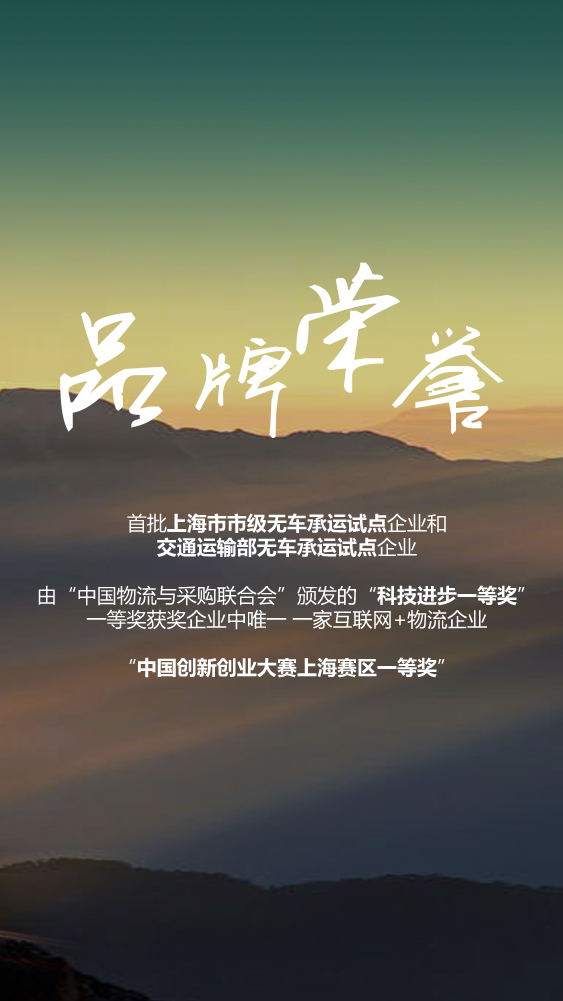 品牌荣誉
首批上海市市级无车承运试点企业和
交通运输部无车承运试点企业
由“中国物流与采购联合会”颁发的“科技进步一等奖”
一等奖获奖企业中唯一 一家互联网+物流企业
“中国创新创业大赛上海赛区一等奖”